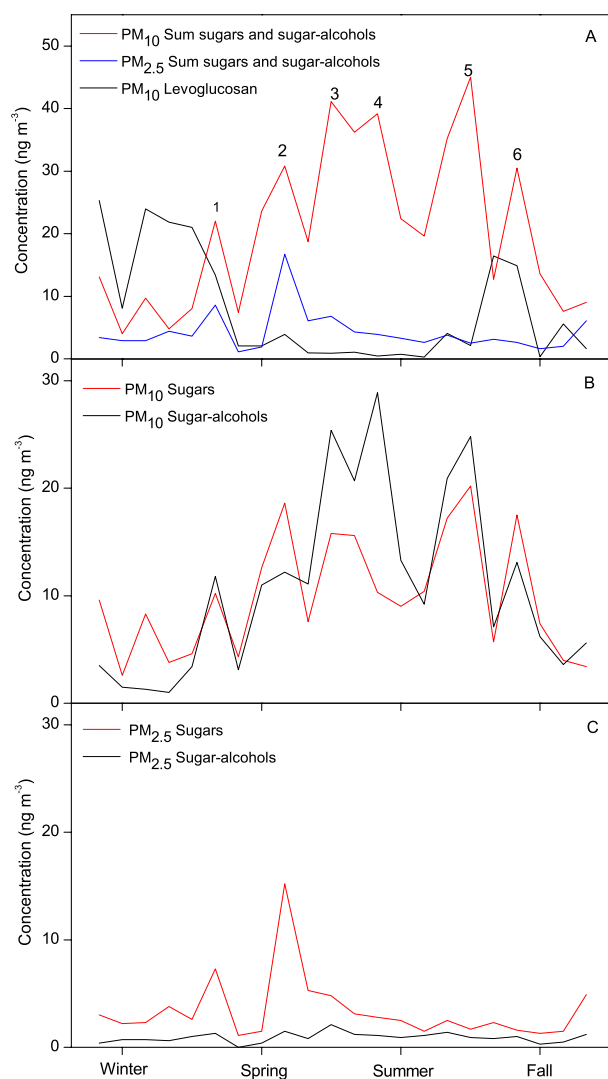 A
PM10 Sum sugars and sugar-alcohols
PM2.5 Sum sugars and sugar-alcohols
PM10 Levoglucosan
Concentration (ng m-3)
50
40
30
20
10
0
1
2
3
4
5
6
B
PM10 Sugars
PM10 Sugar-alcohols
Concentration (ng m-3)
30
20
10
0
C
PM2.5 Sugars
PM2.5 Sugar-alcohols
Concentration (ng m-3)
30
20
10
0
Winter Spring Summer Fall